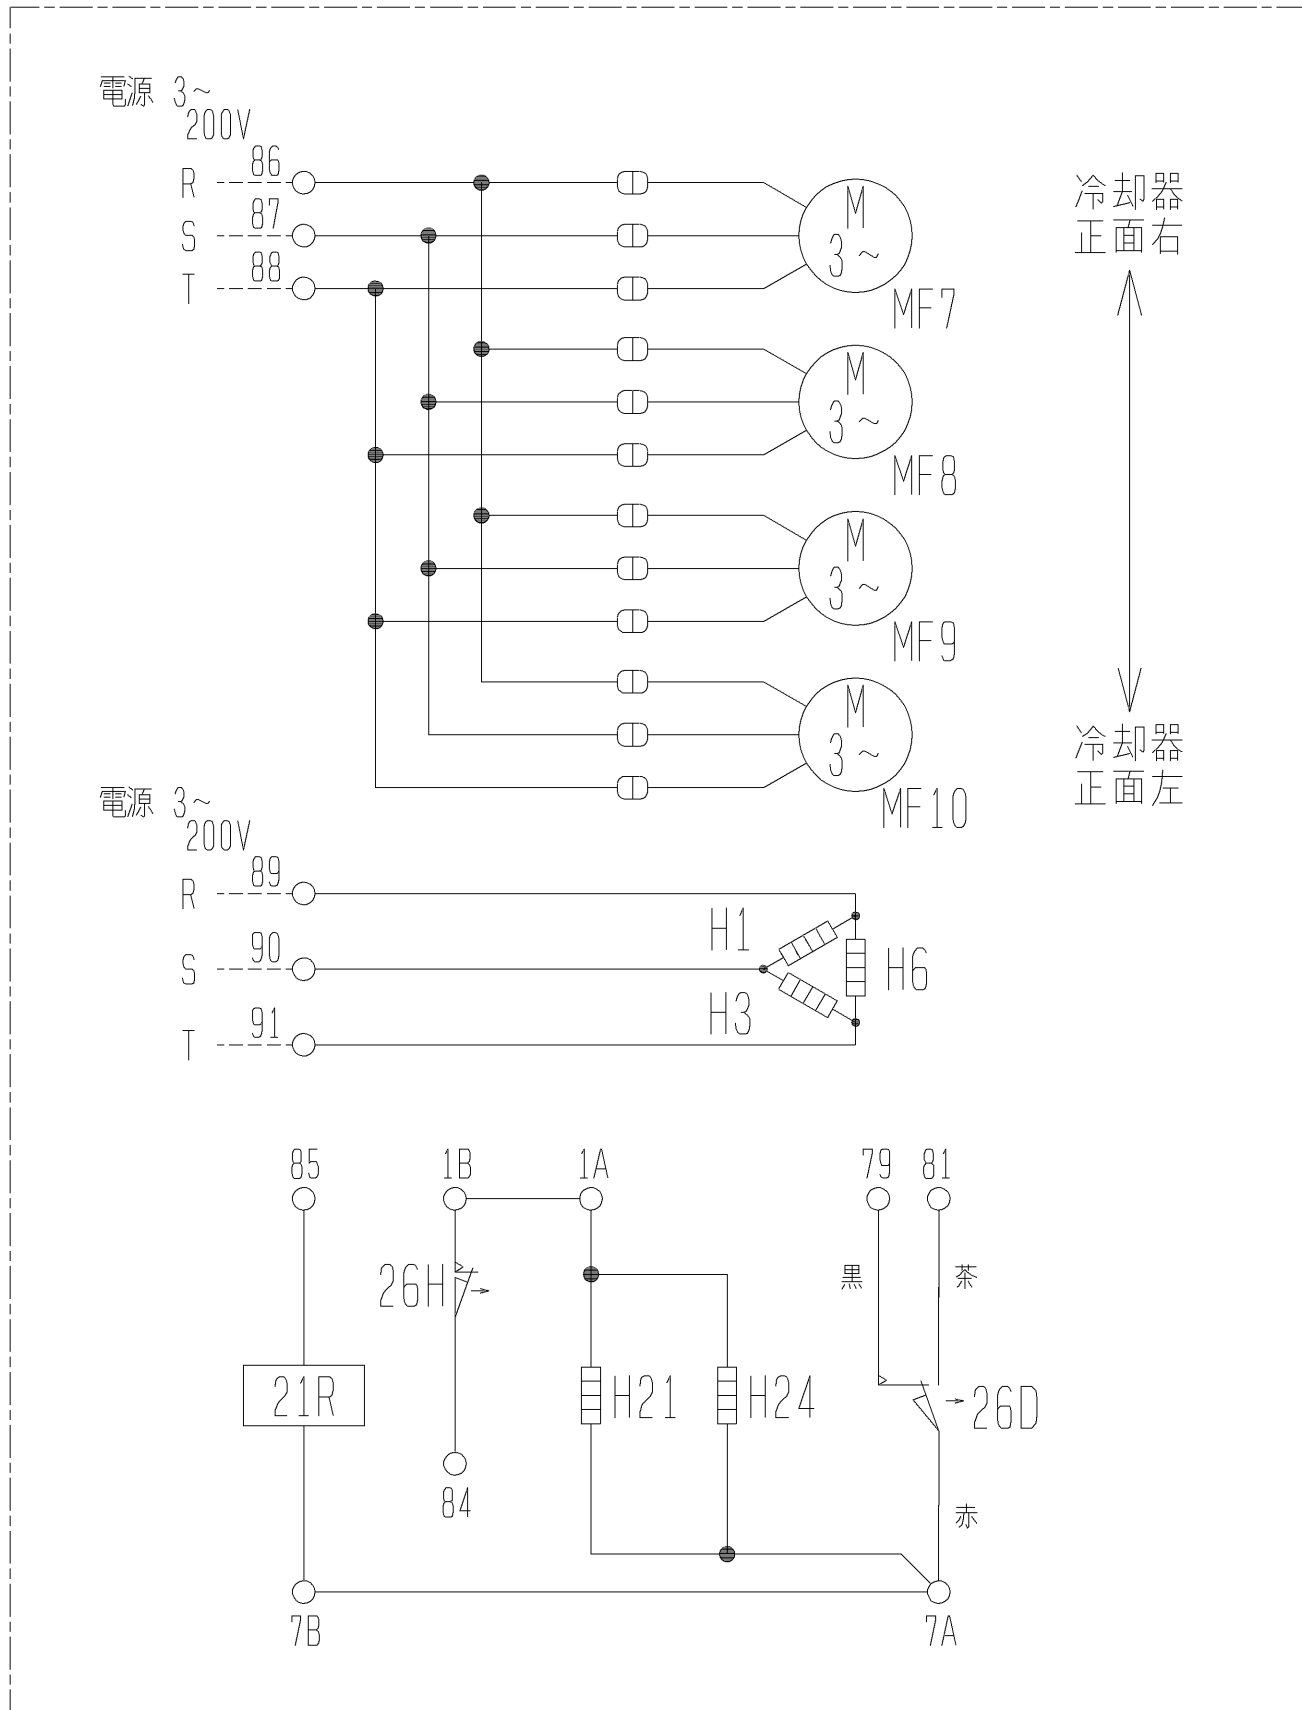 電源 3~
200V
R 86
S 87
T 88
M
3~
MF7
M
3~
MF8
M
3~
MF9
M
3~
MF10
冷却器
正面右
冷却器
正面左
電源 3~
200V
R 89
S 90
T 91
H1
H3
H6
85
1B
1A
79
81
26H
黒
茶
21R
H21
H24
26D
84
赤
7B
7A